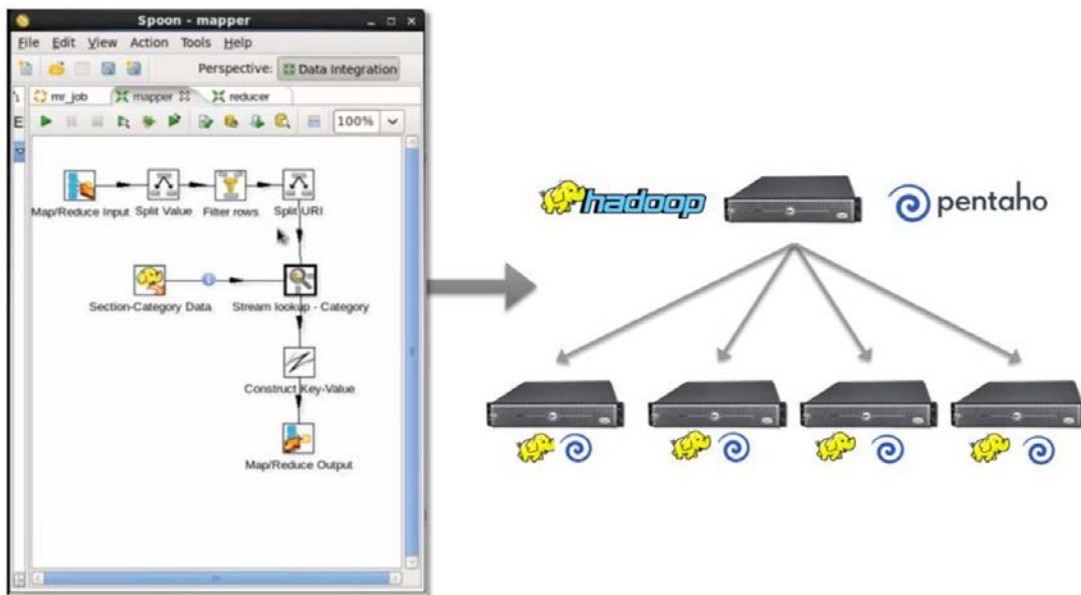 Spoon - mapper
File Edit View Action Tools Help
Perspective: Data Integration
mr_job mapper reducer
100%
Map/Reduce Input Split Value Filter rows Split URI
Section-Category Data Stream lookup - Category
Construct Key-Value
Map/Reduce Output
hadoop
pentaho